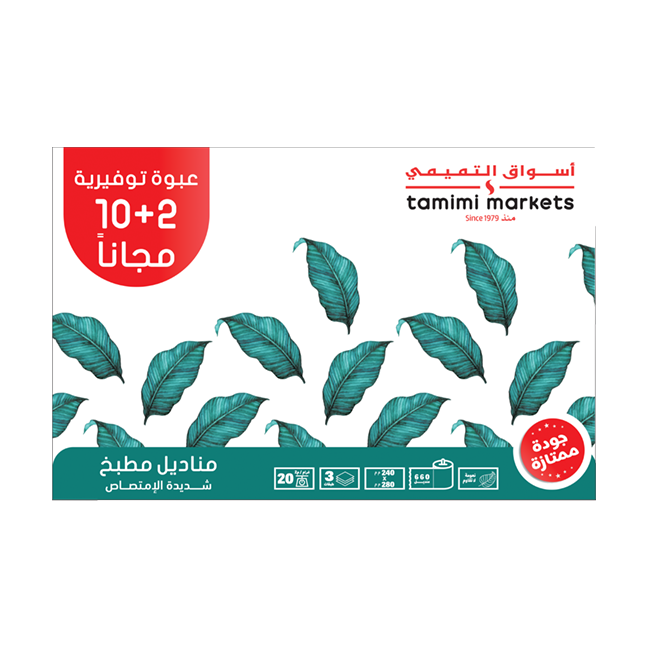 عبوة توفيرية
10+2
مجاناً
أسواق التميمي
tamimi markets
Since 1979 منذ
جودة
ممتازة
مناديل مطبخ
شديدة الإمتصاص
20
3
240
x
280
660